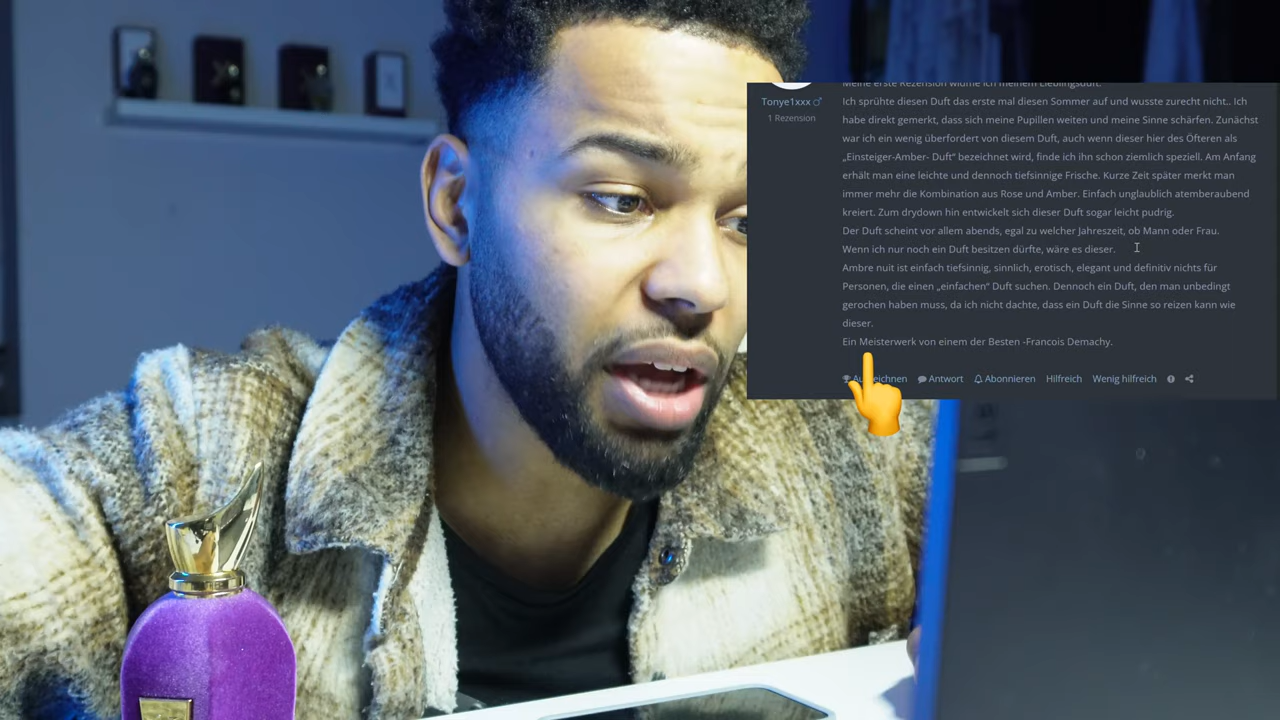 Meine erste Rezension widme ich meinem Lieblingsduft.
Tonye1xxx ♂
1 Rezension
Ich sprühte diesen Duft das erste mal diesen Sommer auf und wusste zurecht nicht.. Ich
habe direkt gemerkt, dass sich meine Pupillen weiten und meine Sinne schärfen. Zunächst
war ich ein wenig überfordert von diesem Duft, auch wenn dieser hier des Öfteren als
„Einsteiger-Amber- Duft“ bezeichnet wird, finde ich ihn schon ziemlich speziell. Am Anfang
erhält man eine leichte und dennoch tiefsinnige Frische. Kurze Zeit später merkt man
immer mehr die Kombination aus Rose und Amber. Einfach unglaublich atemberaubend
kreiert. Zum drydown hin entwickelt sich dieser Duft sogar leicht pudrig.
Der Duft scheint vor allem abends, egal zu welcher Jahreszeit, ob Mann oder Frau.
Wenn ich nur noch ein Duft besitzen dürfte, wäre es dieser.
Ambre nuit ist einfach tiefsinnig, sinnlich, erotisch, elegant und definitiv nichts für
Personen, die einen „einfachen“ Duft suchen. Dennoch ein Duft, den man unbedingt
gerochen haben muss, da ich nicht dachte, dass ein Duft die Sinne so reizen kann wie
dieser.
Ein Meisterwerk von einem der Besten -Francois Demachy.
Antwort Abonnieren Hilfreich Wenig hilfreich